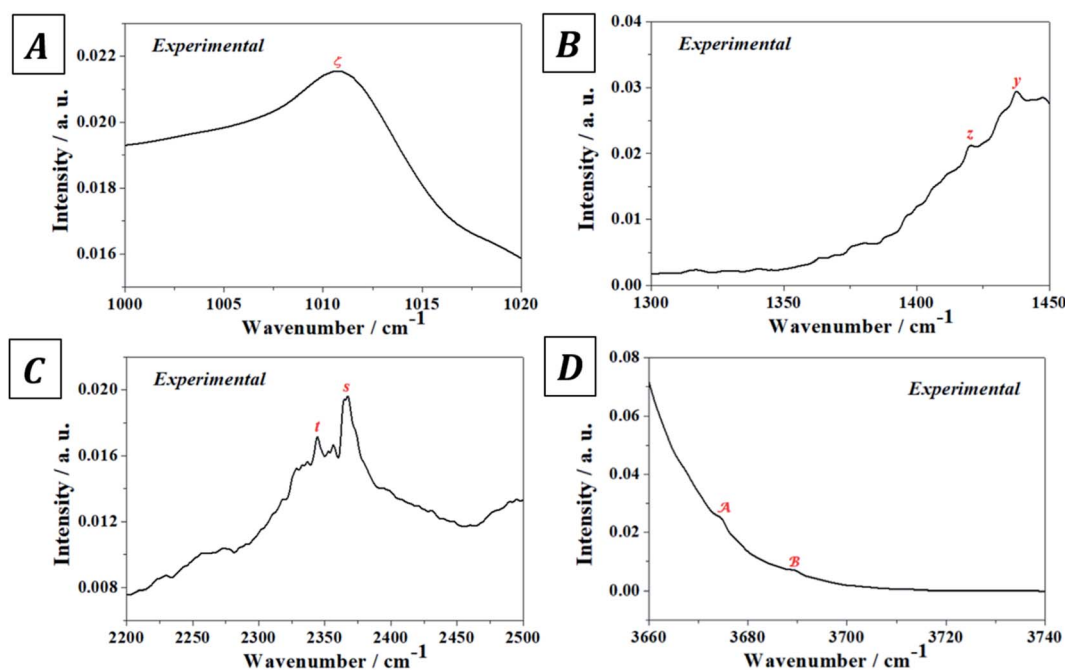 A
Experimental
ζ
Intensity / a. u.
0.022
0.020
0.018
0.016
1000 1005 1010 1015 1020
Wavenumber / cm⁻¹
B
Experimental
y
z
Intensity / a. u.
0.04
0.03
0.02
0.01
0.00
1300 1350 1400 1450
Wavenumber / cm⁻¹
C
Experimental
s
t
Intensity / a. u.
0.020
0.016
0.012
0.008
2200 2250 2300 2350 2400 2450 2500
Wavenumber / cm⁻¹
D
Experimental
A
B
Intensity / a. u.
0.08
0.06
0.04
0.02
0.00
3660 3680 3700 3720 3740
Wavenumber / cm⁻¹